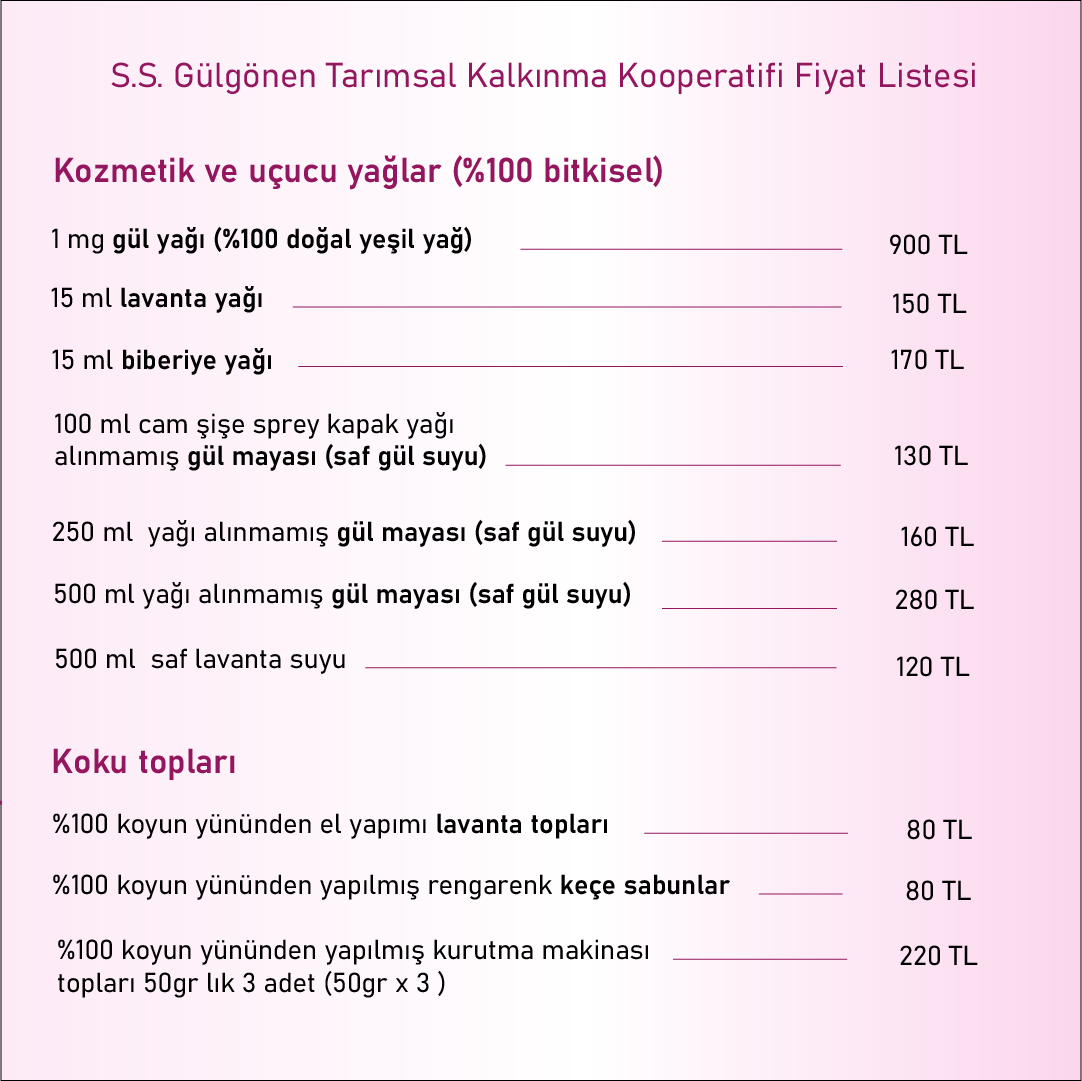 S.S. Gülgönen Tarımsal Kalkınma Kooperatifi Fiyat Listesi
Kozmetik ve uçucu yağlar (%100 bitkisel)
1 mg gül yağı (%100 doğal yeşil yağ) 900 TL
15 ml lavanta yağı 150 TL
15 ml biberiye yağı 170 TL
100 ml cam şişe sprey kapak yağı
alınmamış gül mayası (saf gül suyu) 130 TL
250 ml  yağı alınmamış gül mayası (saf gül suyu) 160 TL
500 ml yağı alınmamış gül mayası (saf gül suyu) 280 TL
500 ml  saf lavanta suyu 120 TL
Koku topları
%100 koyun yününden el yapımı lavanta topları 80 TL
%100 koyun yününden yapılmış rengarenk keçe sabunlar 80 TL
%100 koyun yününden yapılmış kurutma makinası 220 TL
topları 50gr lık 3 adet (50gr x 3 )